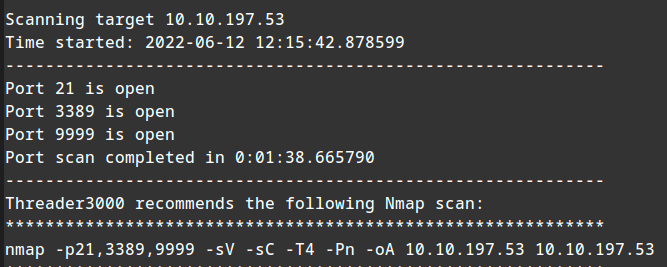 Scanning target 10.10.197.53
Time started: 2022-06-12 12:15:42.878599
------------------------------------------------------------
Port 21 is open
Port 3389 is open
Port 9999 is open
Port scan completed in 0:01:38.665790
------------------------------------------------------------
Threader3000 recommends the following Nmap scan:
************************************************************
nmap -p21,3389,9999 -sV -sC -T4 -Pn -oA 10.10.197.53 10.10.197.53
************************************************************